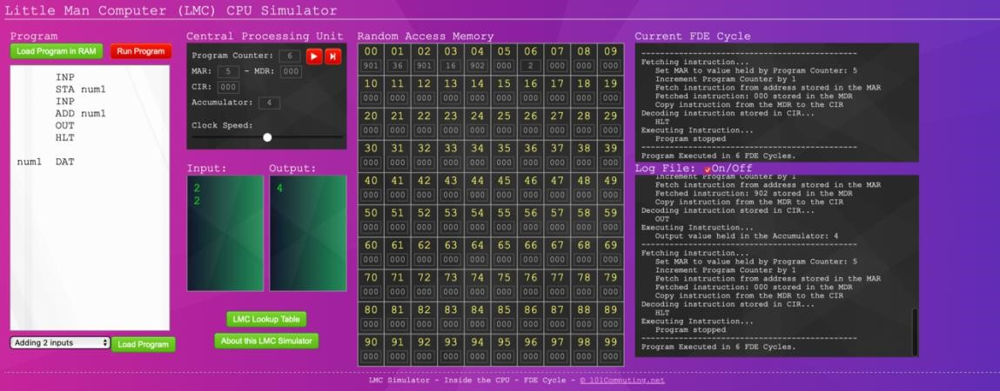 Little Man Computer (LMC) CPU Simulator
Program
Load Program in RAM
Run Program
INP
STA num1
INP
ADD num1
OUT
HLT
num1 DAT
Adding 2 inputs
Load Program
Central Processing Unit
Program Counter: 6
MAR: 5 - MDR: 000
CIR: 000
Accumulator: 4
Clock Speed:
Input:
2
2
Output:
4
LMC Lookup Table
About this LMC Simulator
Random Access Memory
00 01 02 03 04 05 06 07 08 09
901 36 901 16 902 000 2 000 000 000
10 11 12 13 14 15 16 17 18 19
000 000 000 000 000 000 000 000 000 000
20 21 22 23 24 25 26 27 28 29
000 000 000 000 000 000 000 000 000 000
30 31 32 33 34 35 36 37 38 39
000 000 000 000 000 000 000 000 000 000
40 41 42 43 44 45 46 47 48 49
000 000 000 000 000 000 000 000 000 000
50 51 52 53 54 55 56 57 58 59
000 000 000 000 000 000 000 000 000 000
60 61 62 63 64 65 66 67 68 69
000 000 000 000 000 000 000 000 000 000
70 71 72 73 74 75 76 77 78 79
000 000 000 000 000 000 000 000 000 000
80 81 82 83 84 85 86 87 88 89
000 000 000 000 000 000 000 000 000 000
90 91 92 93 94 95 96 97 98 99
000 000 000 000 000 000 000 000 000 000
Current FDE Cycle
--------------------------------------------
Fetching instruction...
Set MAR to value held by Program Counter: 5
Increment Program Counter by 1
Fetch instruction from address stored in the MAR
Fetched instruction: 000 stored in the MDR
Copy instruction from the MDR to the CIR
Decoding instruction stored in CIR...
HLT
Executing Instruction...
Program stopped
--------------------------------------------
Program Executed in 6 FDE Cycles.
Log File: On/Off
Increment Program Counter by 1
Fetch instruction from address stored in the MAR
Fetched instruction: 902 stored in the MDR
Copy instruction from the MDR to the CIR
Decoding instruction stored in CIR...
OUT
Executing Instruction...
Output value held in the Accumulator: 4
--------------------------------------------
Fetching instruction...
Set MAR to value held by Program Counter: 5
Increment Program Counter by 1
Fetch instruction from address stored in the MAR
Fetched instruction: 000 stored in the MDR
Copy instruction from the MDR to the CIR
Decoding instruction stored in CIR...
HLT
Executing Instruction...
Program stopped
--------------------------------------------
Program Executed in 6 FDE Cycles.
LMC Simulator - Inside the CPU - FDE Cycle - © 101Computing.net